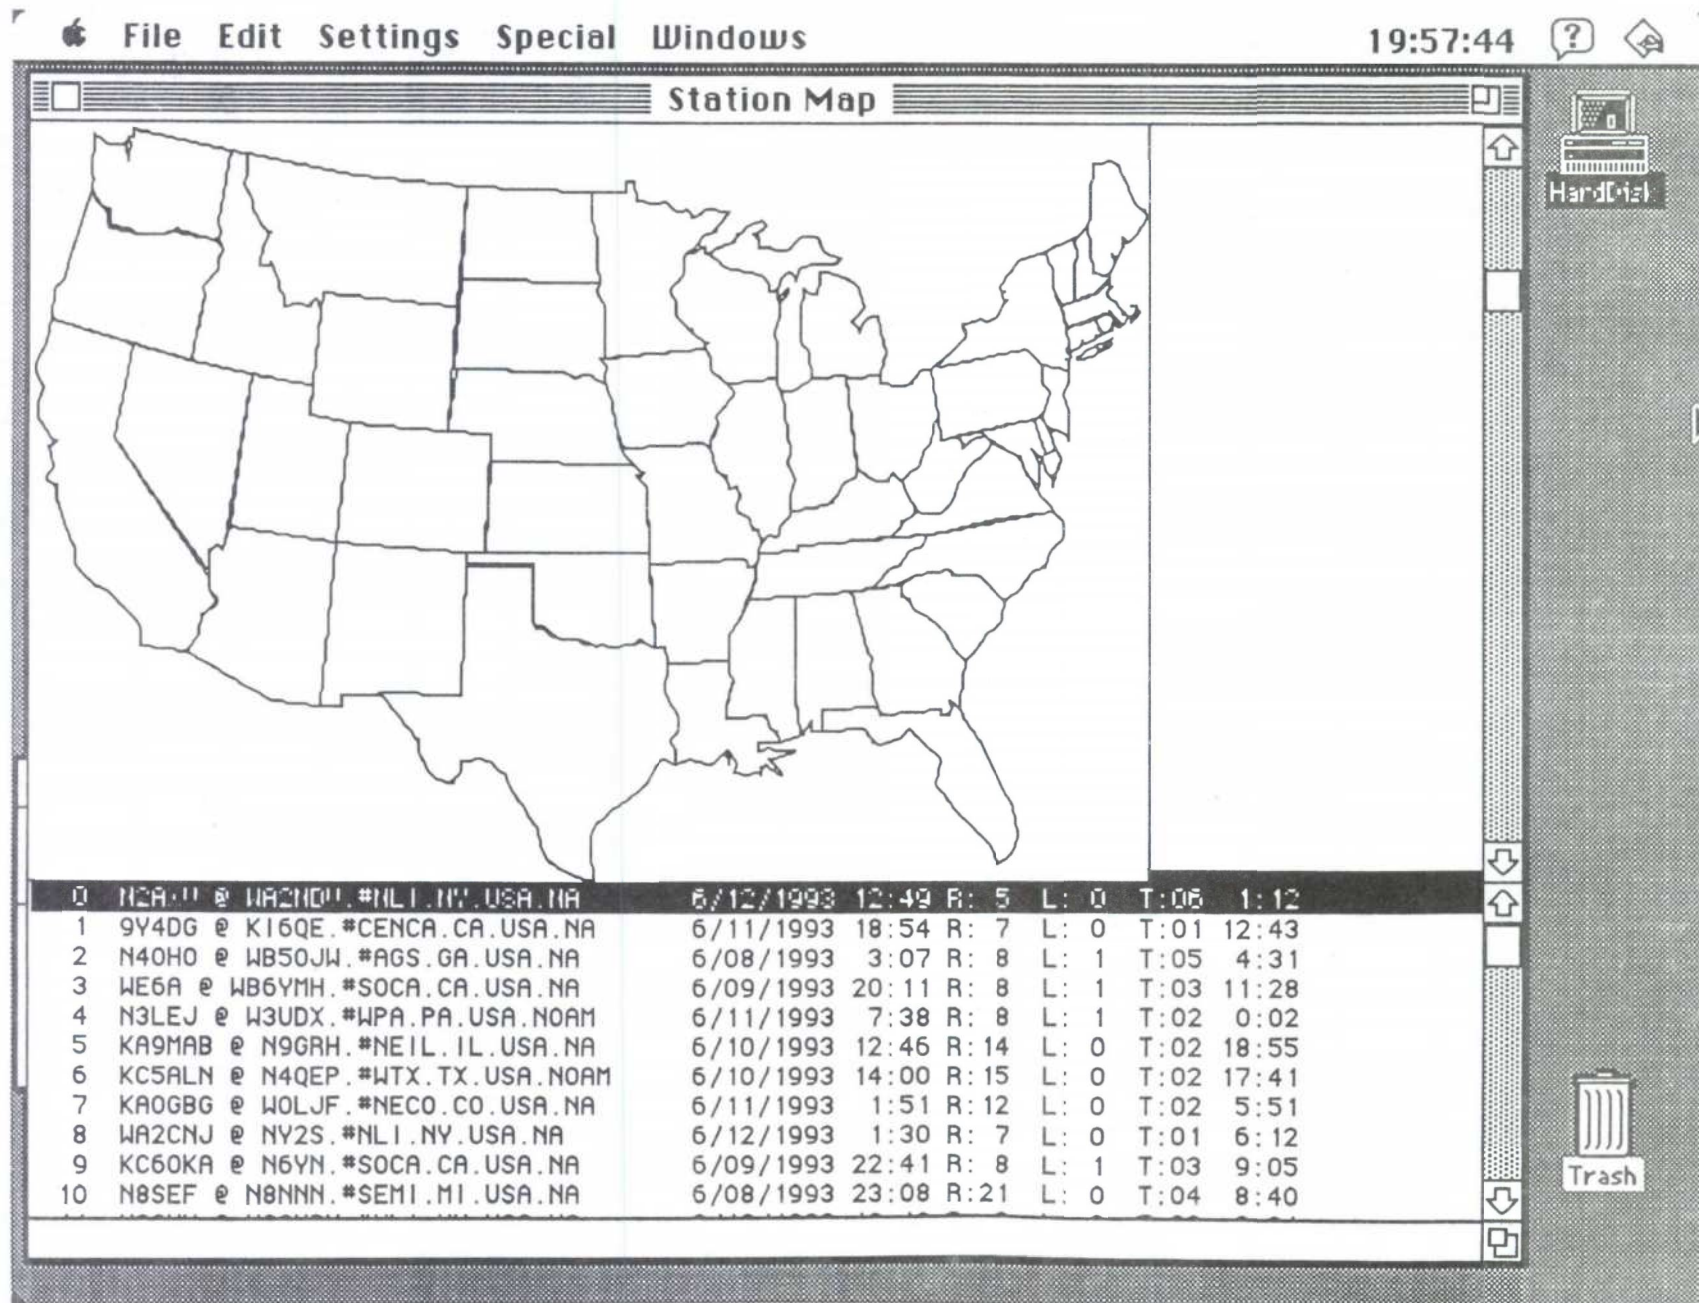 File Edit Settings Special Windows 19:57:44
Station Map
HardDisk
0 @ .#NLI.NY.USA.NA 6/12/1993 12:49 R: 5 L: 0 T:06 1:12
1 9Y4DG @ KI6QE.#CENCA.CA.USA.NA 6/11/1993 18:54 R: 7 L: 0 T:01 12:43
2 N4OHO @ WB5OJW.#AGS.GA.USA.NA 6/08/1993 3:07 R: 8 L: 1 T:05 4:31
3 WE6A @ WB6YMH.#SOCA.CA.USA.NA 6/09/1993 20:11 R: 8 L: 1 T:03 11:28
4 N3LEJ @ W3UDX.#WPA.PA.USA.NOAM 6/11/1993 7:38 R: 8 L: 1 T:02 0:02
5 KA9MAB @ N9GRH.#NEIL.IL.USA.NA 6/10/1993 12:46 R:14 L: 0 T:02 18:55
6 KC5ALN @ N4QEP.#WTX.TX.USA.NOAM 6/10/1993 14:00 R:15 L: 0 T:02 17:41
7 KA0GBG @ W0LJF.#NECO.CO.USA.NA 6/11/1993 1:51 R:12 L: 0 T:02 5:51
8 WA2CNJ @ NY2S.#NLI.NY.USA.NA 6/12/1993 1:30 R: 7 L: 0 T:01 6:12
9 KC6OKA @ N6YN.#SOCA.CA.USA.NA 6/09/1993 22:41 R: 8 L: 1 T:03 9:05
10 N8SEF @ N8NNN.#SEMI.MI.USA.NA 6/08/1993 23:08 R:21 L: 0 T:04 8:40
Trash